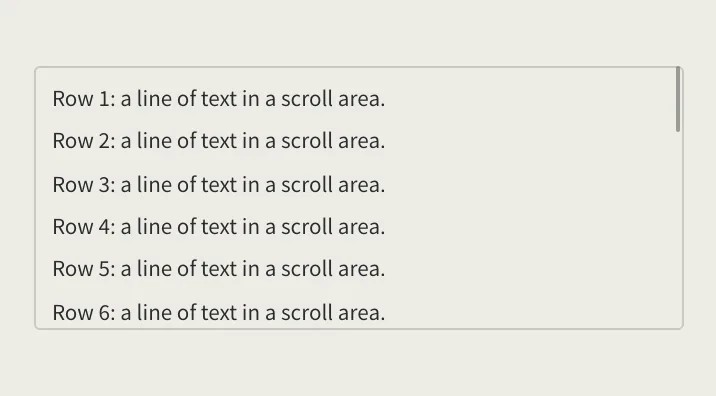 Row 1: a line of text in a scroll area.
Row 2: a line of text in a scroll area.
Row 3: a line of text in a scroll area.
Row 4: a line of text in a scroll area.
Row 5: a line of text in a scroll area.
Row 6: a line of text in a scroll area.